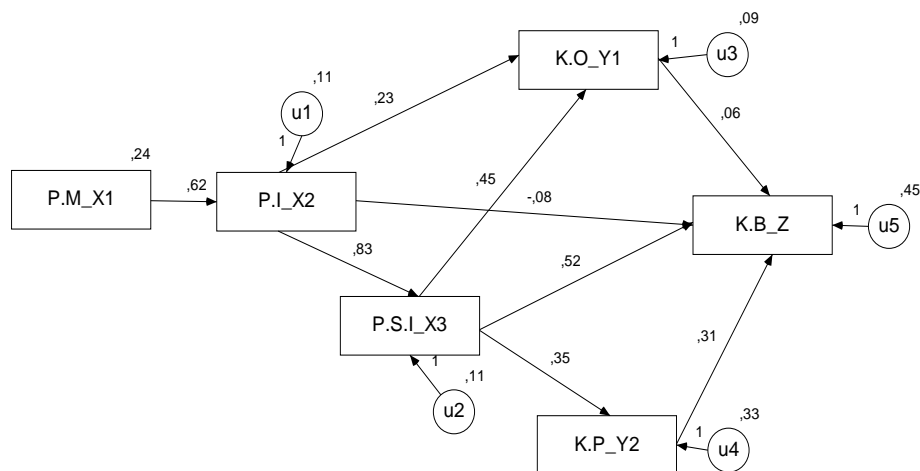 ,09
K.O_Y1
1
u3
,11
u1
,23
,06
1
,24
,45
,62
P.M_X1
P.I_X2
-,08
,45
K.B_Z
1
u5
,83
,52
P.S.I_X3
,31
1
,35
,11
u2
,33
K.P_Y2
1
u4